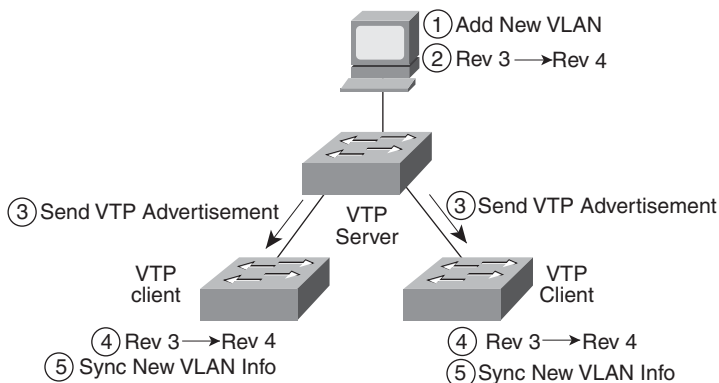 ① Add New VLAN
② Rev 3 → Rev 4
③ Send VTP Advertisement
VTP
Server
③ Send VTP Advertisement
VTP
client
④ Rev 3 → Rev 4
⑤ Sync New VLAN Info
VTP
Client
④ Rev 3 → Rev 4
⑤ Sync New VLAN Info